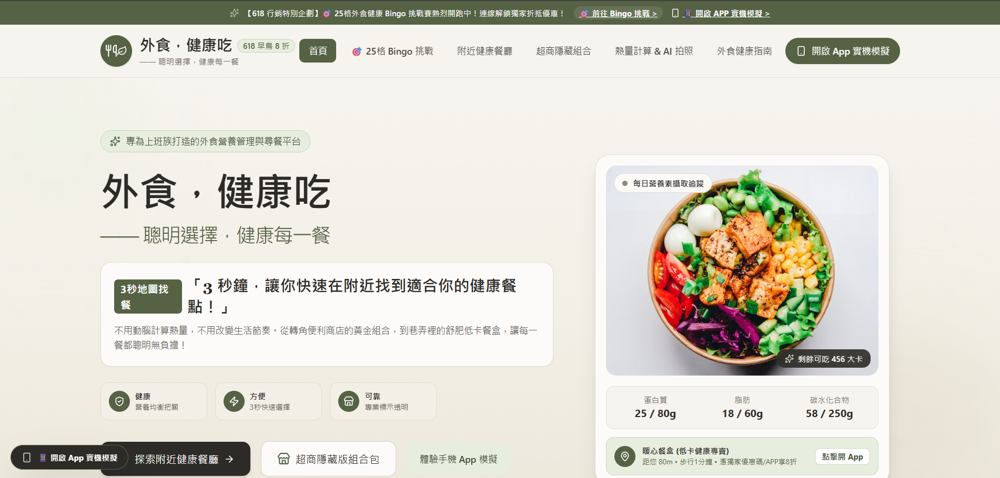 【618 行銷特別企劃】🎯 25格外食健康 Bingo 挑戰賽熱烈開跑中！連線解鎖獨家折抵優惠！ 🎯 前往 Bingo 挑戰 > 開啟 APP 實機模擬 >
外食，健康吃 618 早鳥 8 折
—— 聰明選擇，健康每一餐
首頁 🎯 25格 Bingo 挑戰 附近健康餐廳 超商隱藏組合 熱量計算 & AI 拍照 外食健康指南 開啟 App 實機模擬
專為上班族打造的外食營養管理與尋餐平台
外食，健康吃
—— 聰明選擇，健康每一餐
3秒地圖找
餐
「3 秒鐘，讓你快速在附近找到適合你的健康餐
點！」
不用動腦計算熱量，不用改變生活節奏。從轉角便利商店的黃金組合，到巷弄裡的舒肥低卡餐盒，讓每一
餐都聰明無負擔！
健康
營養均衡把關
方便
3秒快速選擇
可靠
專業標示透明
開啟 App 實機模擬
探索附近健康餐廳 →
超商隱藏版組合包
體驗手機 App 模擬
每日營養素攝取追蹤
剩餘可吃 456 大卡
蛋白質
25 / 80g
脂肪
18 / 60g
碳水化合物
58 / 250g
暖心餐盒 (低卡健康專賣)
距您 80m • 步行1分鐘 • 憑獨家優惠碼/APP享8折
點擊開 App